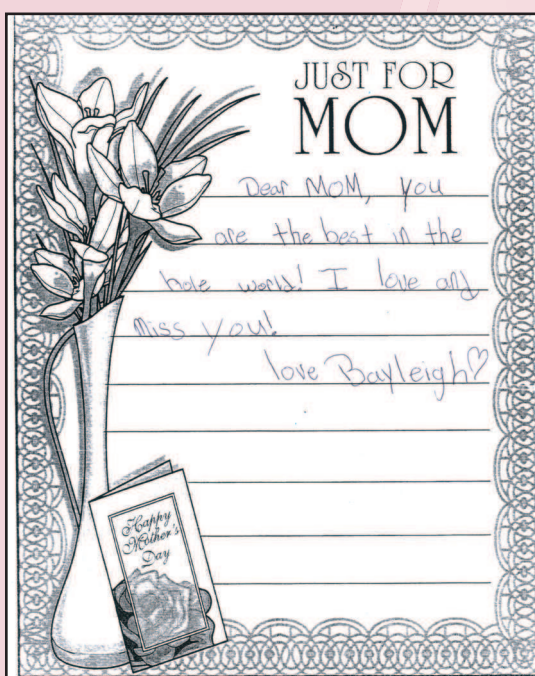 JUST FOR
MOM
Dear MOM, you
are the best in the
hole world! I love and
miss you!
love Bayleigh♡
Happy
Mother's
Day